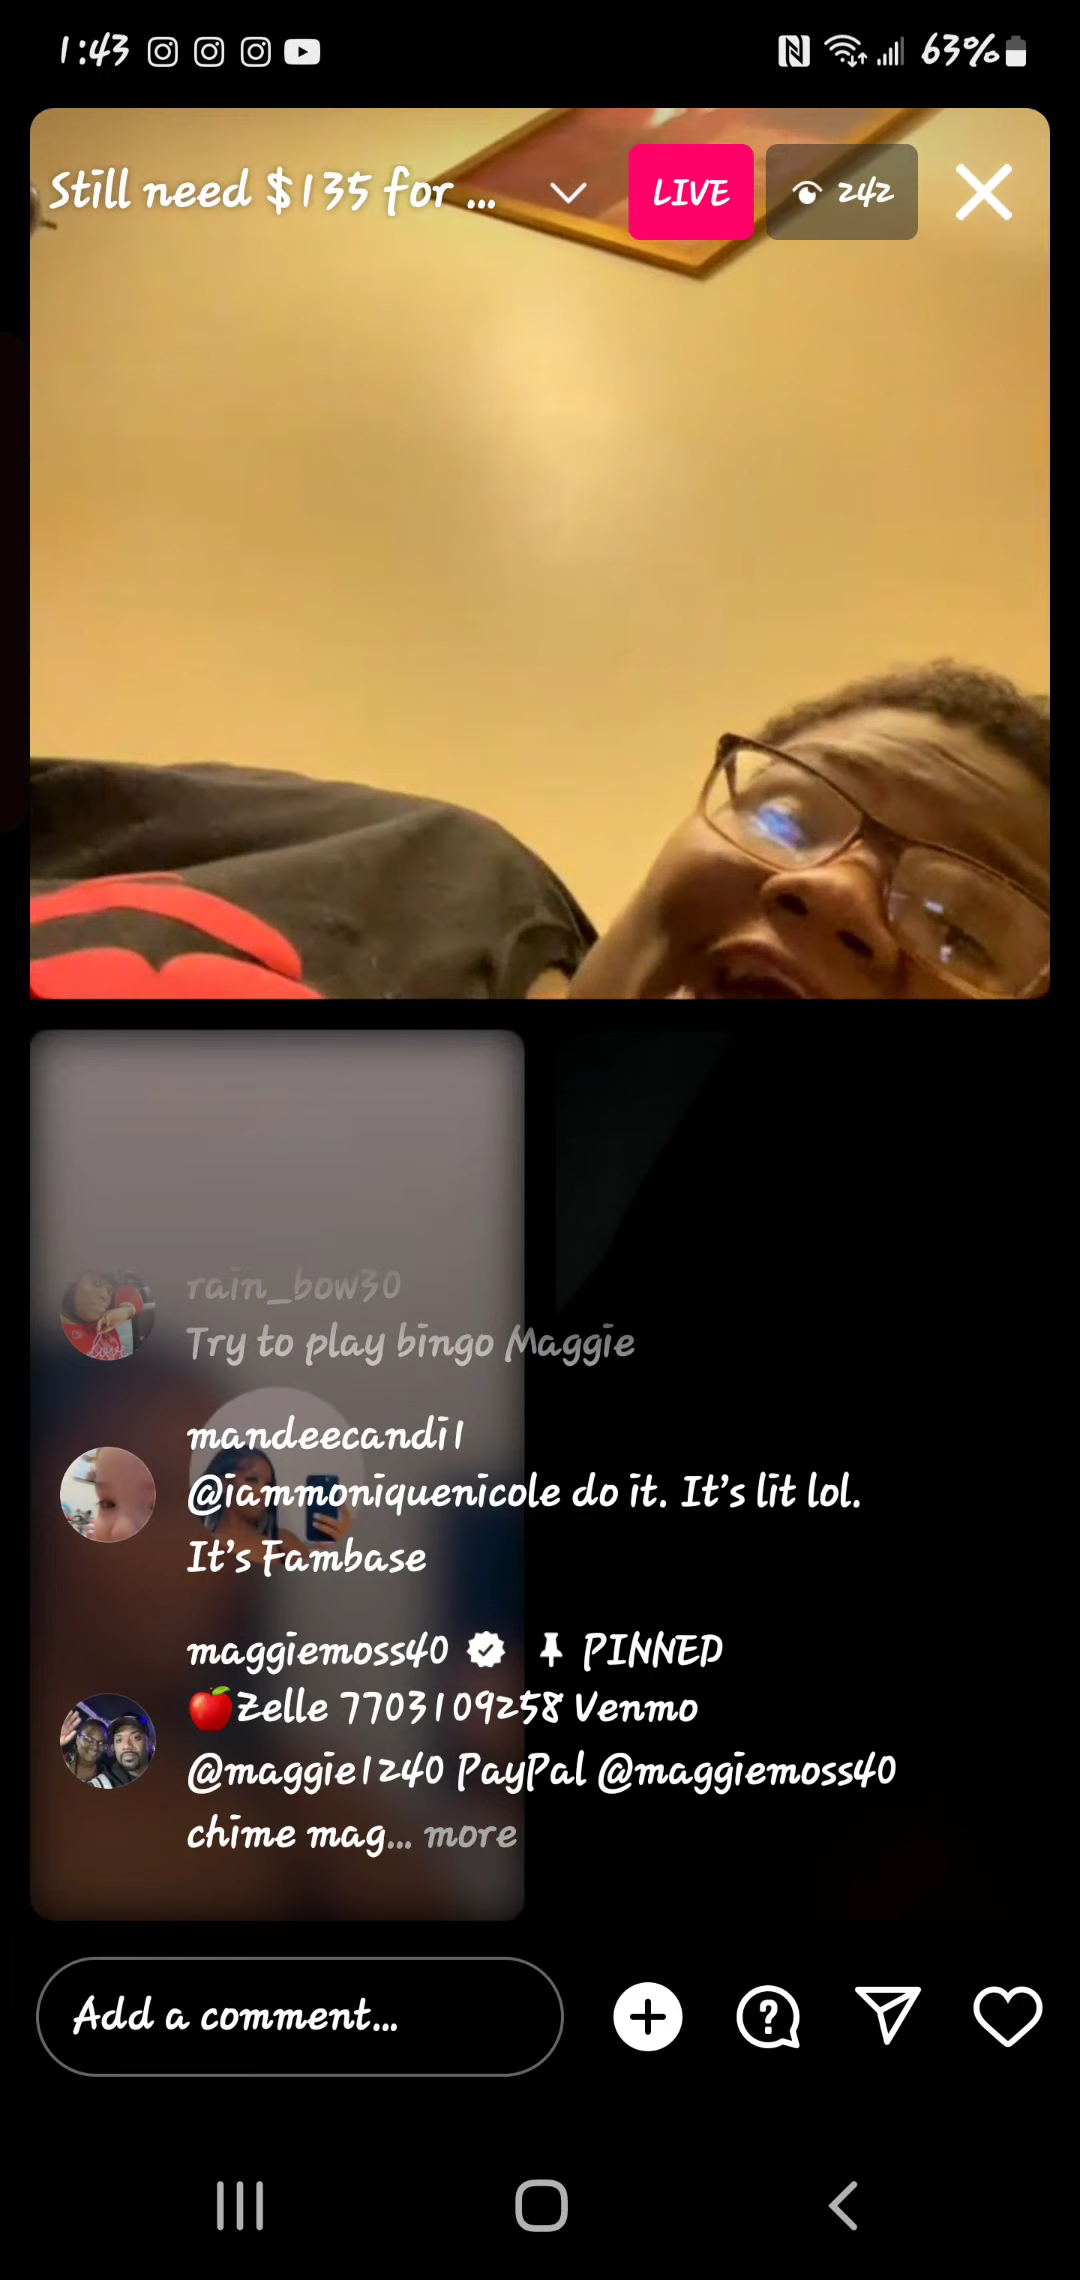 1:43
63%
Still need $135 for ...
LIVE
242
rain_bow30
Try to play bingo Maggie
mandeecandi1
@iammoniquenicole do it. It's lit lol.
It's Fambase
maggiemoss40 PINNED
🍎Zelle 7703109258 Venmo
@maggie1240 PayPal @maggiemoss40
chime mag... more
Add a comment...